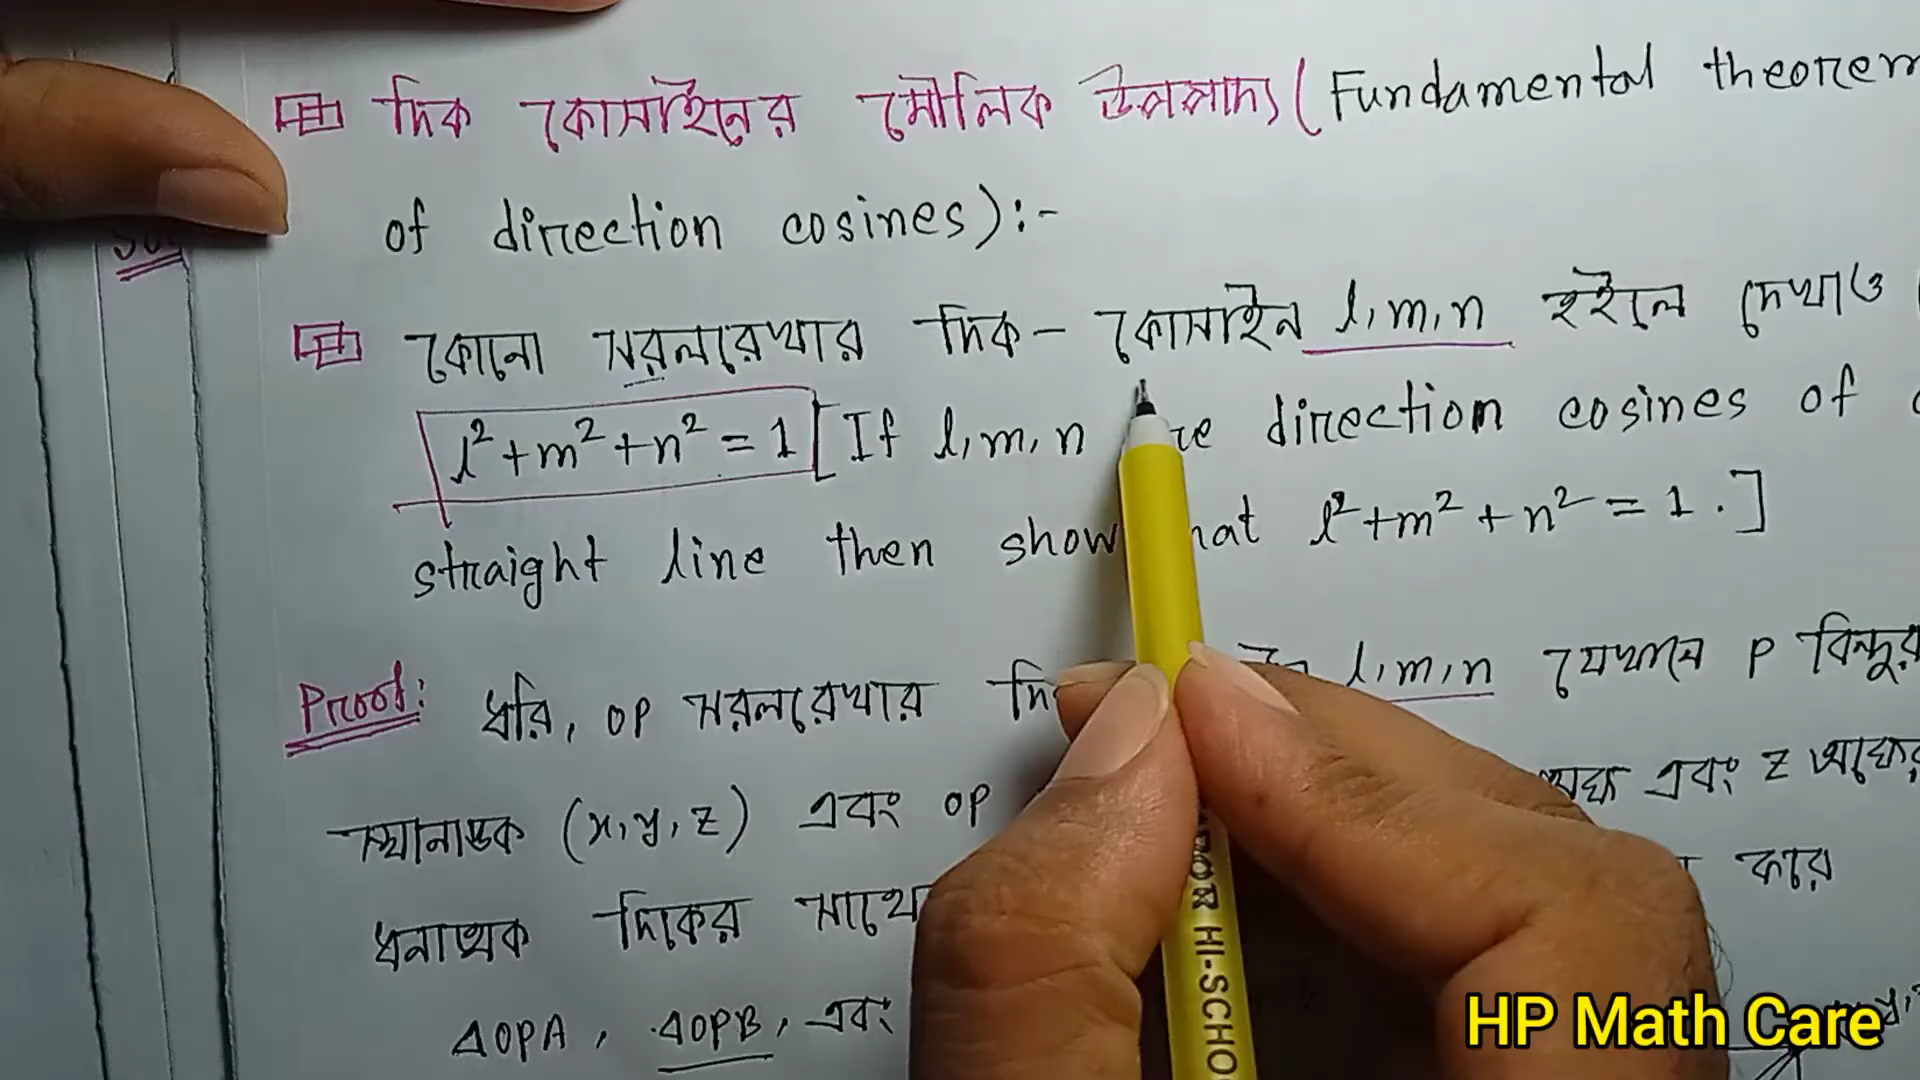 দিক কোসাইনের মৌলিক উপপাদ্য (Fundamental theorem
of direction cosines):-
কোনো সরলরেখার দিক- কোসাইন l, m, n হইলে দেখাও
l² + m² + n² = 1 [If l, m, n direction cosines of
straight line then show l² + m² + n² = 1 .]
Proof: ধরি, OP সরলরেখার l, m, n যেখানে P বিন্দুর
স্থানাঙ্ক (x, y, z) এবং OP এবং z অক্ষের
ধনাত্মক দিকের সাথে করে
ΔOPA, ΔOPB, এবং
HI-SCHO
HP Math Care